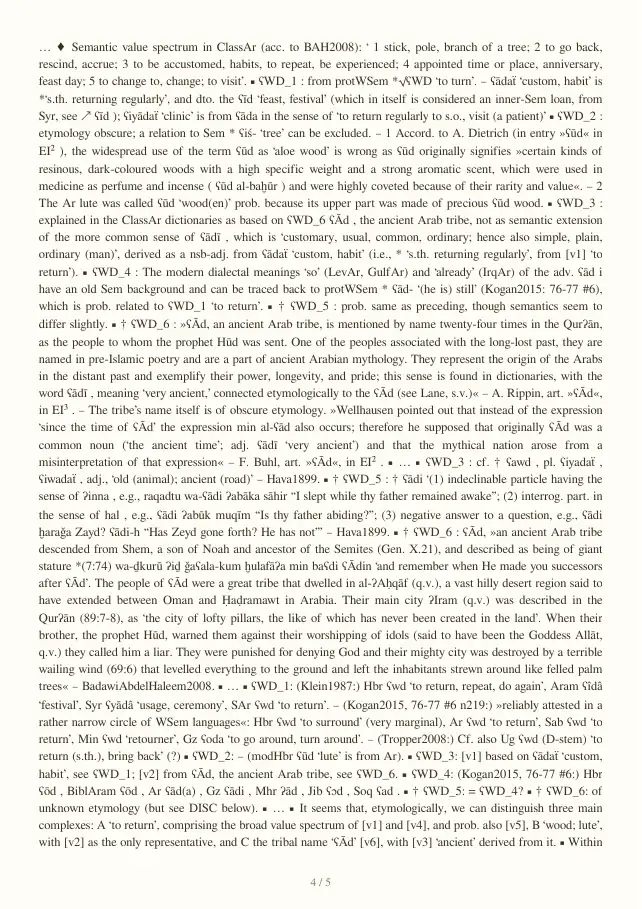 … ♦ Semantic value spectrum in ClassAr (acc. to BAH2008): ‘ 1 stick, pole, branch of a tree; 2 to go back,
rescind, accrue; 3 to be accustomed, habits, to repeat, be experienced; 4 appointed time or place, anniversary,
feast day; 5 to change to, change; to visit’. ▪ ʕWD_1 : from protWSem *√ʕWD ‘to turn’. – ʕādaẗ ‘custom, habit’ is
*‘s.th. returning regularly’, and dto. the ʕīd ‘feast, festival’ (which in itself is considered an inner-Sem loan, from
Syr, see ↗ ʕīd ); ʕiyādaẗ ‘clinic’ is from ʕāda in the sense of ‘to return regularly to s.o., visit (a patient)’ ▪ ʕWD_2 :
etymology obscure; a relation to Sem * ʕiś- ‘tree’ can be excluded. – 1 Accord. to A. Dietrich (in entry »ʕūd« in
EI² ), the widespread use of the term ʕūd as ‘aloe wood’ is wrong as ʕūd originally signifies »certain kinds of
resinous, dark-coloured woods with a high specific weight and a strong aromatic scent, which were used in
medicine as perfume and incense ( ʕūd al-baḫūr ) and were highly coveted because of their rarity and value«. – 2
The Ar lute was called ʕūd ‘wood(en)’ prob. because its upper part was made of precious ʕūd wood. ▪ ʕWD_3 :
explained in the ClassAr dictionaries as based on ʕWD_6 ʕĀd , the ancient Arab tribe, not as semantic extension
of the more common sense of ʕādī , which is ‘customary, usual, common, ordinary; hence also simple, plain,
ordinary (man)’, derived as a nsb-adj. from ʕādaẗ ‘custom, habit’ (i.e., * ‘s.th. returning regularly’, from [v1] ‘to
return’). ▪ ʕWD_4 : The modern dialectal meanings ‘so’ (LevAr, GulfAr) and ‘already’ (IrqAr) of the adv. ʕād i
have an old Sem background and can be traced back to protWSem * ʕād- ‘(he is) still’ (Kogan2015: 76-77 #6),
which is prob. related to ʕWD_1 ‘to return’. ▪ † ʕWD_5 : prob. same as preceding, though semantics seem to
differ slightly. ▪ † ʕWD_6 : »ʕĀd, an ancient Arab tribe, is mentioned by name twenty-four times in the Qurʔān,
as the people to whom the prophet Hūd was sent. One of the peoples associated with the long-lost past, they are
named in pre-Islamic poetry and are a part of ancient Arabian mythology. They represent the origin of the Arabs
in the distant past and exemplify their power, longevity, and pride; this sense is found in dictionaries, with the
word ʕādī , meaning ‘very ancient,’ connected etymologically to the ʕĀd (see Lane, s.v.)« – A. Rippin, art. »ʕĀd«,
in EI³ . – The tribe’s name itself is of obscure etymology. »Wellhausen pointed out that instead of the expression
‘since the time of ʕĀd’ the expression min al-ʕād also occurs; therefore he supposed that originally ʕĀd was a
common noun (‘the ancient time’; adj. ʕādī ‘very ancient’) and that the mythical nation arose from a
misinterpretation of that expression« – F. Buhl, art. »ʕĀd«, in EI² . ▪ … ▪ ʕWD_3 : cf. † ʕawd , pl. ʕiyadaẗ ,
ʕiwadaẗ , adj., ‘old (animal); ancient (road)’ – Hava1899. ▪ † ʕWD_5 : † ʕādi ‘(1) indeclinable particle having the
sense of ʔinna , e.g., raqadtu wa-ʕādi ʔabāka sāhir “I slept while thy father remained awake”; (2) interrog. part. in
the sense of hal , e.g., ʕādi ʔabūk muqīm “Is thy father abiding?”; (3) negative answer to a question, e.g., ʕādi
ḫaraǧa Zayd? ʕādi-h “Has Zeyd gone forth? He has not”’ – Hava1899. ▪ † ʕWD_6 : ʕĀd, »an ancient Arab tribe
descended from Shem, a son of Noah and ancestor of the Semites (Gen. X.21), and described as being of giant
stature *(7:74) wa-ḏkurū ʔiḏ ǧaʕala-kum ḫulafāʔa min baʕdi ʕĀdin ‘and remember when He made you successors
after ʕĀd’. The people of ʕĀd were a great tribe that dwelled in al-ʔAḥqāf (q.v.), a vast hilly desert region said to
have extended between Oman and Ḥaḍramawt in Arabia. Their main city ʔIram (q.v.) was described in the
Qurʔān (89:7-8), as ‘the city of lofty pillars, the like of which has never been created in the land’. When their
brother, the prophet Hūd, warned them against their worshipping of idols (said to have been the Goddess Allāt,
q.v.) they called him a liar. They were punished for denying God and their mighty city was destroyed by a terrible
wailing wind (69:6) that levelled everything to the ground and left the inhabitants strewn around like felled palm
trees« – BadawiAbdelHaleem2008. ▪ … ▪ ʕWD_1: (Klein1987:) Hbr ʕwd ‘to return, repeat, do again’, Aram ʕîdâ
‘festival’, Syr ʕyādā ‘usage, ceremony’, SAr ʕwd ‘to return’. – (Kogan2015, 76-77 #6 n219:) »reliably attested in a
rather narrow circle of WSem languages«: Hbr ʕwd ‘to surround’ (very marginal), Ar ʕwd ‘to return’, Sab ʕwd ‘to
return’, Min ʕwd ‘retourner’, Gz ʕoda ‘to go around, turn around’. – (Tropper2008:) Cf. also Ug ʕwd (D-stem) ‘to
return (s.th.), bring back’ (?) ▪ ʕWD_2: – (modHbr ʕūd ‘lute’ is from Ar). ▪ ʕWD_3: [v1] based on ʕādaẗ ‘custom,
habit’, see ʕWD_1; [v2] from ʕĀd, the ancient Arab tribe, see ʕWD_6. ▪ ʕWD_4: (Kogan2015, 76-77 #6:) Hbr
ʕōd , BiblAram ʕōd , Ar ʕād(a) , Gz ʕādi , Mhr ʔād , Jib ʕɔd , Soq ʕad . ▪ † ʕWD_5: = ʕWD_4? ▪ † ʕWD_6: of
unknown etymology (but see DISC below). ▪ … ▪ It seems that, etymologically, we can distinguish three main
complexes: A ‘to return’, comprising the broad value spectrum of [v1] and [v4], and prob. also [v5], B ‘wood; lute’,
with [v2] as the only representative, and C the tribal name ‘ʕĀd’ [v6], with [v3] ‘ancient’ derived from it. ▪ Within
4 / 5